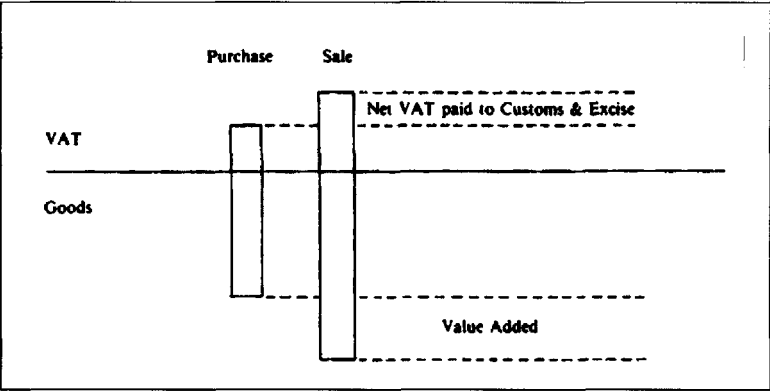 Purchase Sale
Net VAT paid to Customs & Excise
VAT
Goods
Value Added